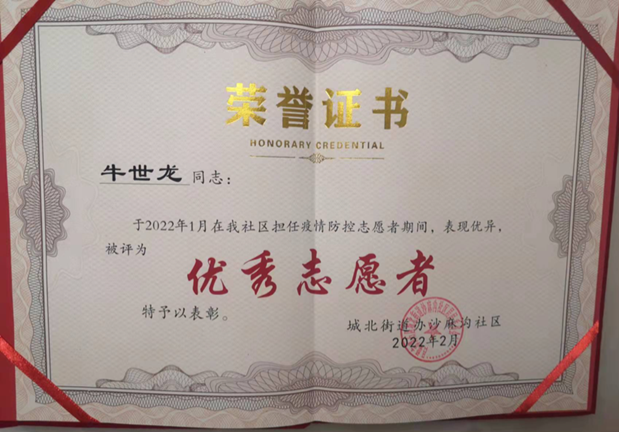 荣誉证书
HONORARY CREDENTIAL
牛世龙 同志：
于2022年1月在我社区担任疫情防控志愿者期间，表现优异，
被评为
优秀志愿者
特予以表彰。
城北街道办沙麻沟社区
2022年2月